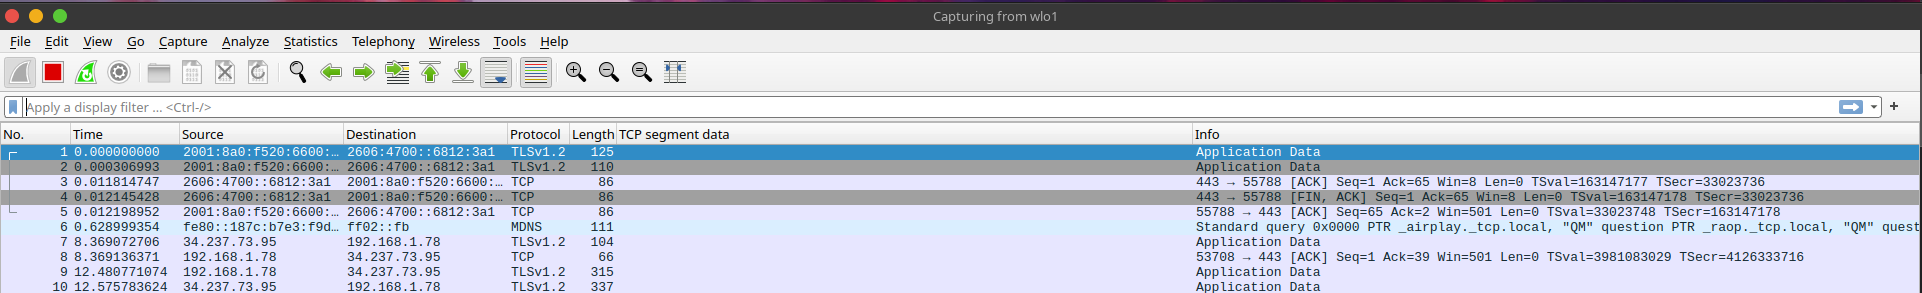 Capturing from wlo1
File Edit View Go Capture Analyze Statistics Telephony Wireless Tools Help
Apply a display filter ... <Ctrl-/>
No. Time Source Destination Protocol Length TCP segment data Info
1 0.000000000 2001:8a0:f520:6600:… 2606:4700::6812:3a1 TLSv1.2 125 Application Data
2 0.000306993 2001:8a0:f520:6600:… 2606:4700::6812:3a1 TLSv1.2 110 Application Data
3 0.011814747 2606:4700::6812:3a1 2001:8a0:f520:6600:… TCP 86 443 → 55788 [ACK] Seq=1 Ack=65 Win=8 Len=0 TSval=163147177 TSecr=33023736
4 0.012145428 2606:4700::6812:3a1 2001:8a0:f520:6600:… TCP 86 443 → 55788 [FIN, ACK] Seq=1 Ack=65 Win=8 Len=0 TSval=163147178 TSecr=33023736
5 0.012198952 2001:8a0:f520:6600:… 2606:4700::6812:3a1 TCP 86 55788 → 443 [ACK] Seq=65 Ack=2 Win=501 Len=0 TSval=33023748 TSecr=163147178
6 0.628999354 fe80::187c:b7e3:f9d… ff02::fb MDNS 111 Standard query 0x0000 PTR _airplay._tcp.local, "QM" question PTR _raop._tcp.local, "QM" quest
7 8.369072706 34.237.73.95 192.168.1.78 TLSv1.2 104 Application Data
8 8.369136371 192.168.1.78 34.237.73.95 TCP 66 53708 → 443 [ACK] Seq=1 Ack=39 Win=501 Len=0 TSval=3981083029 TSecr=4126333716
9 12.480771074 192.168.1.78 34.237.73.95 TLSv1.2 315 Application Data
10 12.575783624 34.237.73.95 192.168.1.78 TLSv1.2 337 Application Data